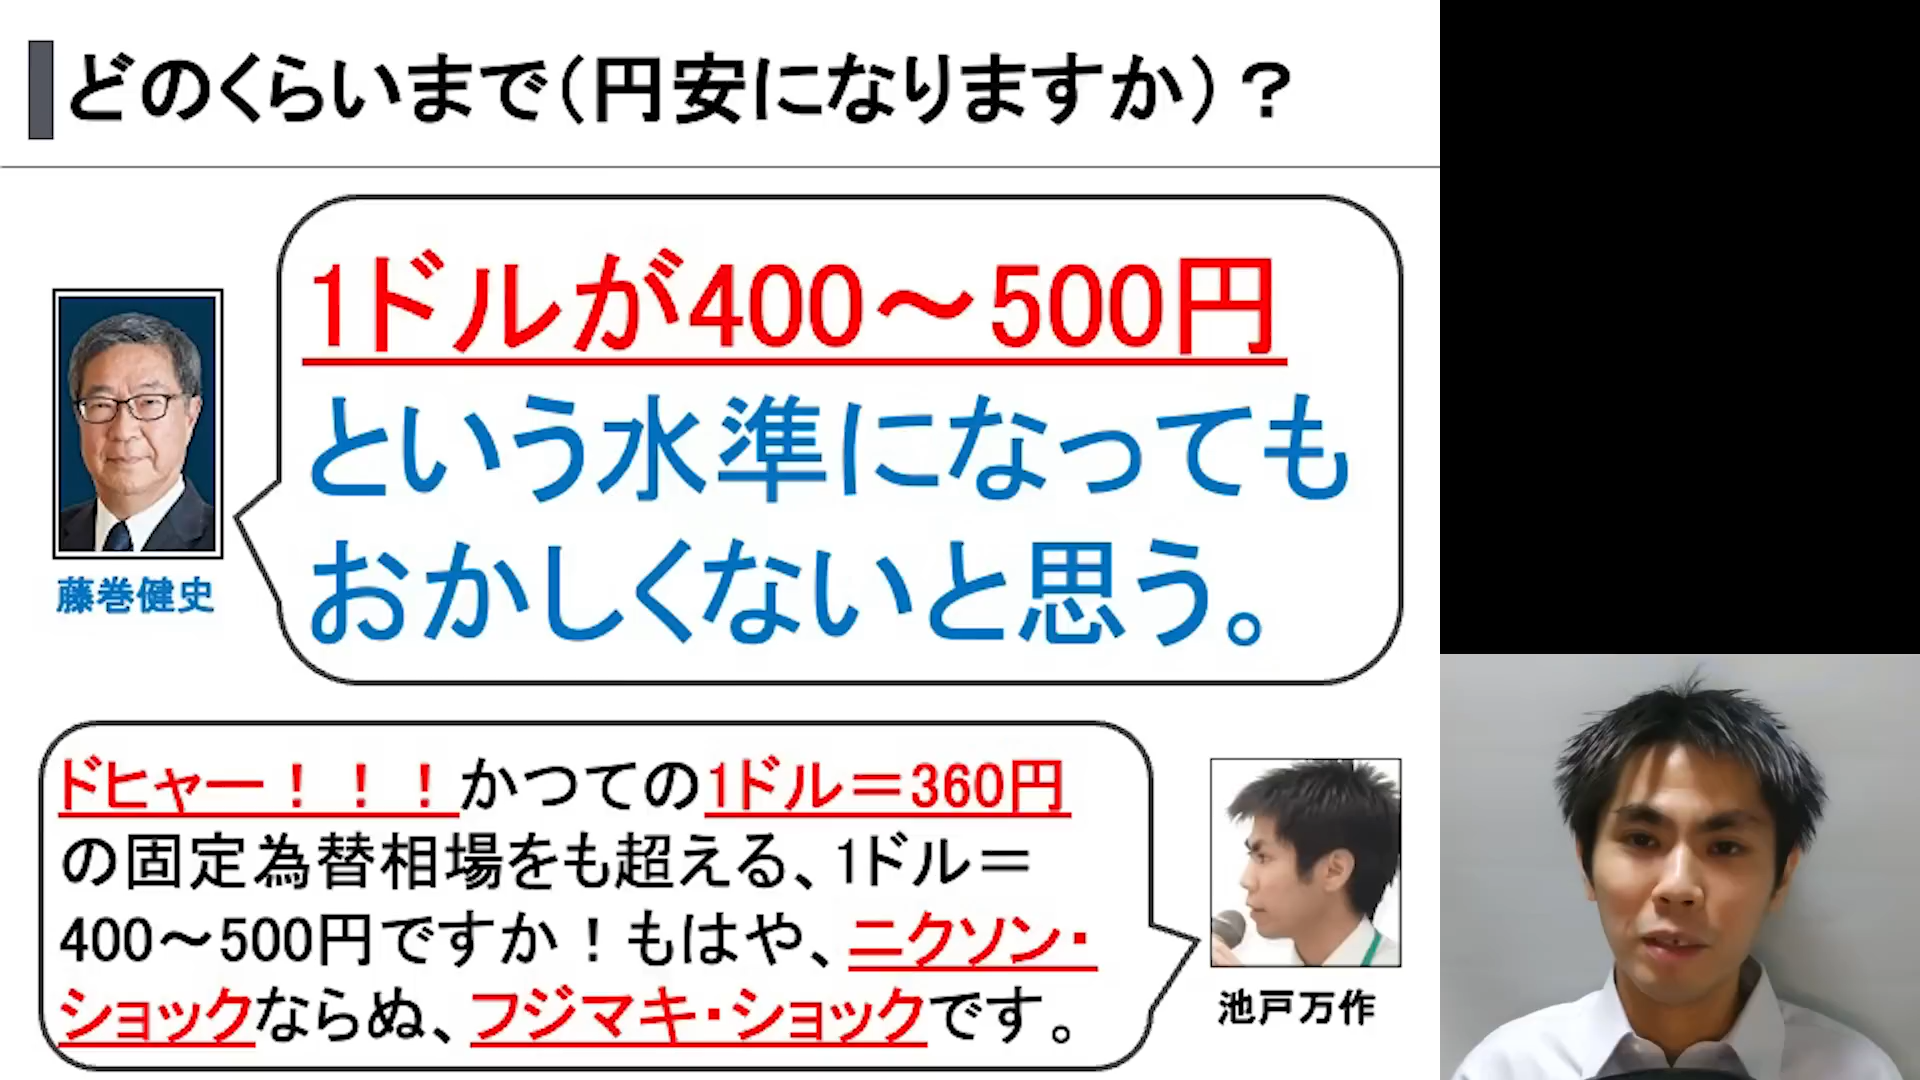 どのくらいまで（円安になりますか）？
1ドルが400～500円
という水準になっても
おかしくないと思う。
藤巻健史
ドヒャー！！！かつての1ドル＝360円
の固定為替相場をも超える、1ドル＝
400～500円ですか！もはや、ニクソン・
ショックならぬ、フジマキ・ショックです。
池戸万作